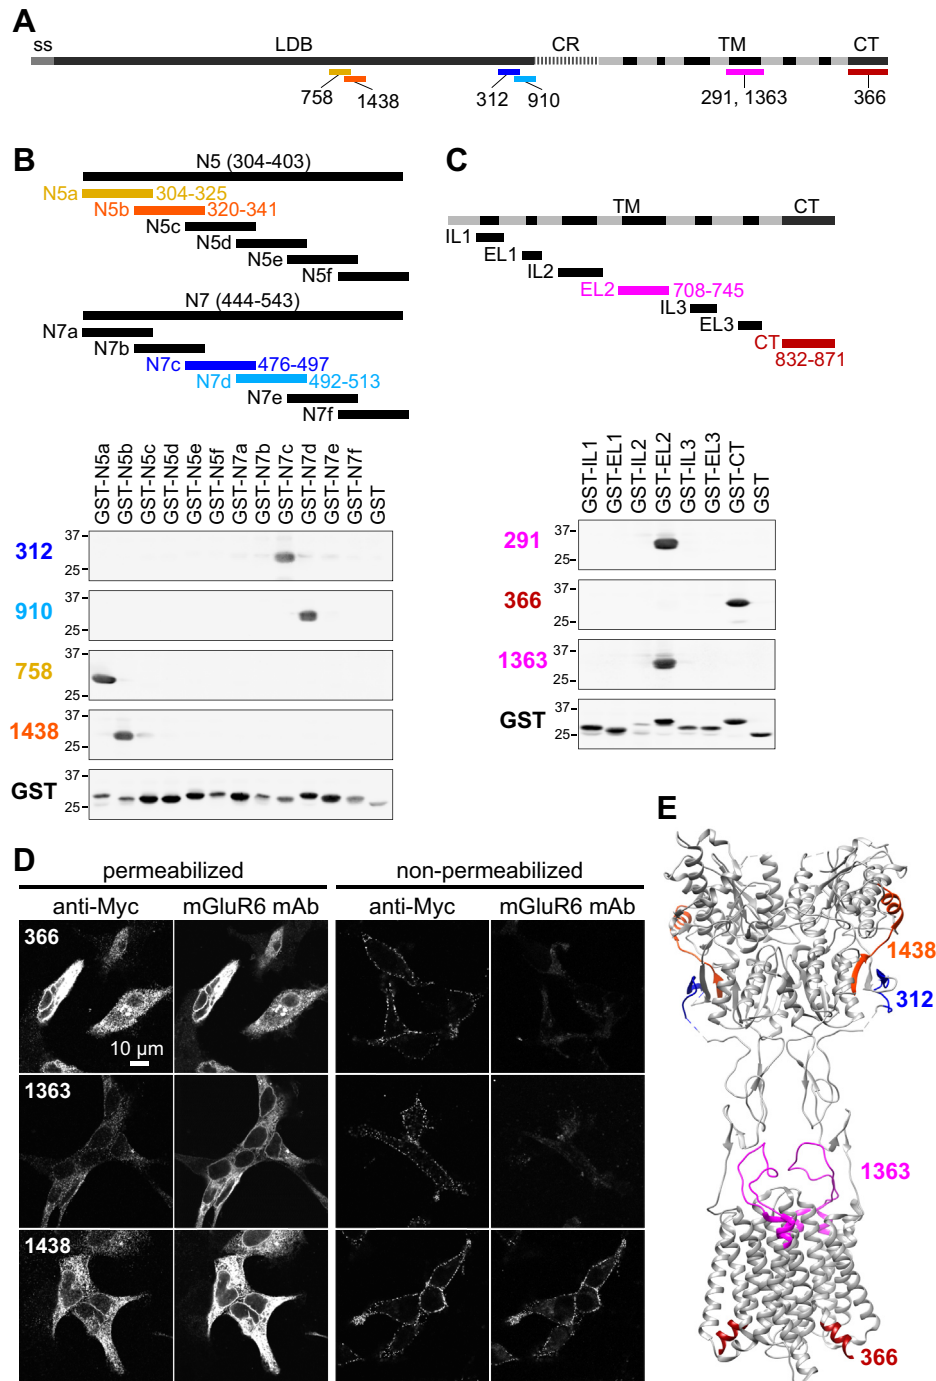 A
ss LDB CR TM CT
758 1438 312 910 291, 1363 366
B
N5 (304-403)
N5a 304-325
N5b 320-341
N5c
N5d
N5e
N5f
N7 (444-543)
N7a
N7b
N7c 476-497
N7d 492-513
N7e
N7f
GST-N5a GST-N5b GST-N5c GST-N5d GST-N5e GST-N5f GST-N7a GST-N7b GST-N7c GST-N7d GST-N7e GST-N7f GST
312 37 25
910 37 25
758 37 25
1438 37 25
GST 37 25
C
TM CT
IL1
EL1
IL2
EL2 708-745
IL3
EL3
CT
832-871
GST-IL1 GST-EL1 GST-IL2 GST-EL2 GST-IL3 GST-EL3 GST-CT GST
291 37 25
366 37 25
1363 37 25
GST 37 25
D
permeabilized non-permeabilized
anti-Myc mGluR6 mAb anti-Myc mGluR6 mAb
366
10 µm
1363
1438
E
1438
312
1363
366